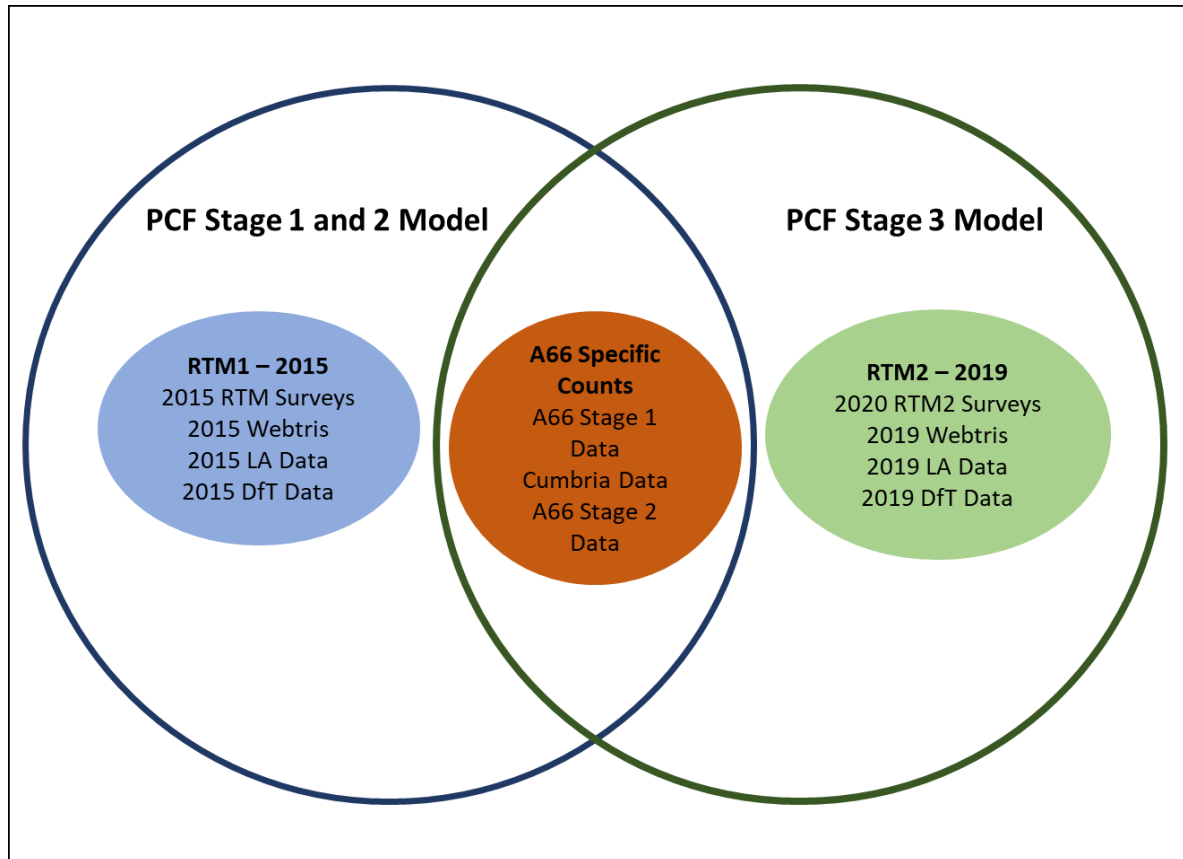 PCF Stage 1 and 2 Model
RTM1 – 2015
2015 RTM Surveys
2015 Webtris
2015 LA Data
2015 DfT Data
A66 Specific
Counts
A66 Stage 1
Data
Cumbria Data
A66 Stage 2
Data
PCF Stage 3 Model
RTM2 – 2019
2020 RTM2 Surveys
2019 Webtris
2019 LA Data
2019 DfT Data